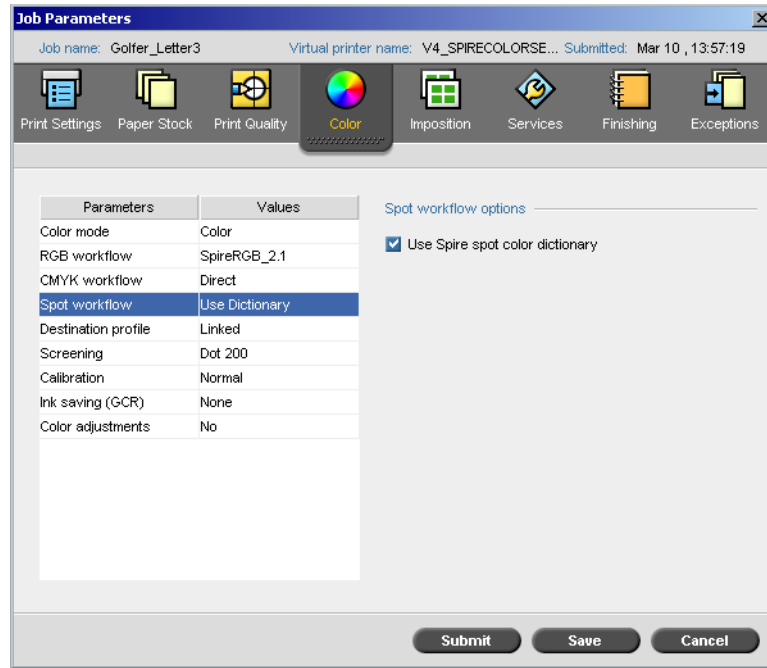 Job Parameters
Job name: Golfer_Letter3 Virtual printer name: V4_SPIRECOLORSE... Submitted: Mar 10 , 13:57:19
Print Settings Paper Stock Print Quality Color Imposition Services Finishing Exceptions
Parameters Values
Color mode Color
RGB workflow SpireRGB_2.1
CMYK workflow Direct
Spot workflow Use Dictionary
Destination profile Linked
Screening Dot 200
Calibration Normal
Ink saving (GCR) None
Color adjustments No
Spot workflow options
Use Spire spot color dictionary
Submit Save Cancel